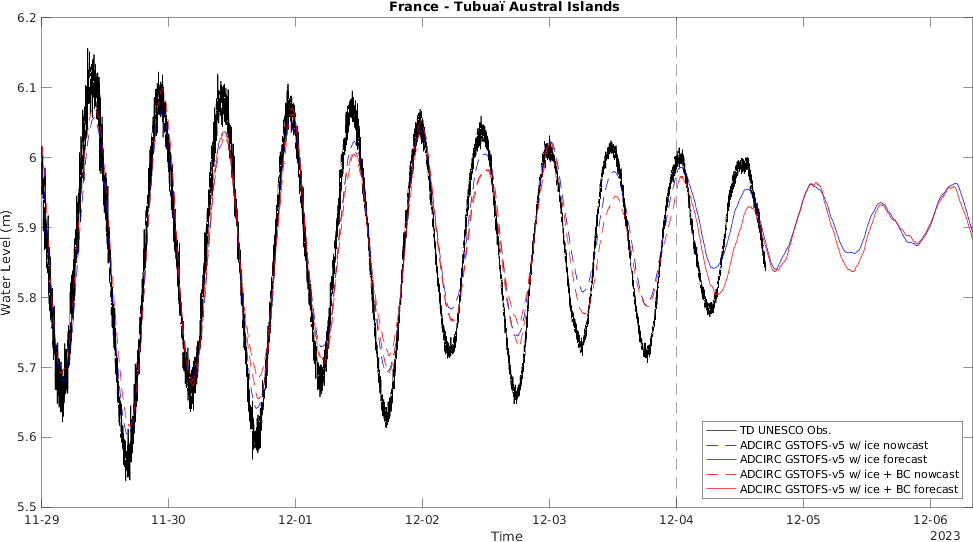 France - Tubuaï Austral Islands
6.2
6.1
6
5.9
5.8
5.7
5.6
5.5
Water Level (m)
11-29
11-30
12-01
12-02
12-03
12-04
12-05
12-06
Time
2023
TD UNESCO Obs.
ADCIRC GSTOFS-v5 w/ ice nowcast
ADCIRC GSTOFS-v5 w/ ice forecast
ADCIRC GSTOFS-v5 w/ ice + BC nowcast
ADCIRC GSTOFS-v5 w/ ice + BC forecast